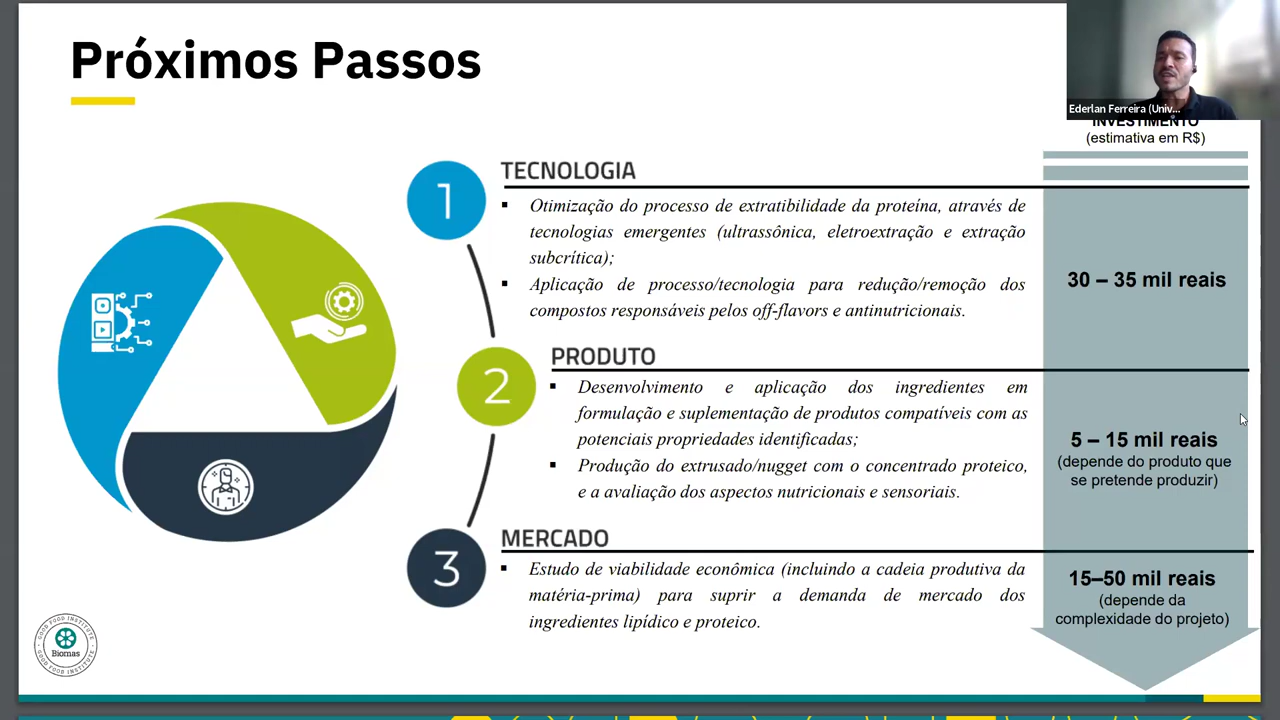 Próximos Passos
Ederlan Ferreira (Univ...
INVESTIMENTO
(estimativa em R$)
1
TECNOLOGIA
▪ Otimização do processo de extratibilidade da proteína, através de
tecnologias emergentes (ultrassônica, eletroextração e extração
subcrítica);
▪ Aplicação de processo/tecnologia para redução/remoção dos
compostos responsáveis pelos off-flavors e antinutricionais.
30 – 35 mil reais
2
PRODUTO
▪ Desenvolvimento e aplicação dos ingredientes em
formulação e suplementação de produtos compatíveis com as
potenciais propriedades identificadas;
▪ Produção do extrusado/nugget com o concentrado proteico,
e a avaliação dos aspectos nutricionais e sensoriais.
5 – 15 mil reais
(depende do produto que
se pretende produzir)
3
MERCADO
▪ Estudo de viabilidade econômica (incluindo a cadeia produtiva da
matéria-prima) para suprir a demanda de mercado dos
ingredientes lipídico e proteico.
15–50 mil reais
(depende da
complexidade do projeto)
GOOD FOOD INSTITUTE
Biomas
GOOD FOOD INSTITUTE